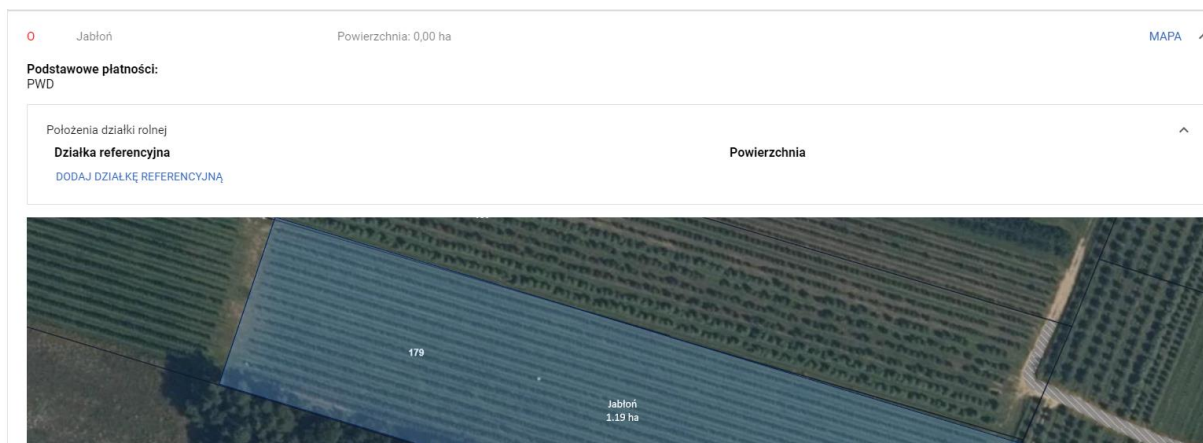 O Jabłoń Powierzchnia: 0,00 ha MAPA
Podstawowe płatności:
PWD
Położenia działki rolnej
Działka referencyjna Powierzchnia
DODAJ DZIAŁKĘ REFERENCYJNĄ
179
Jabłoń
1.19 ha